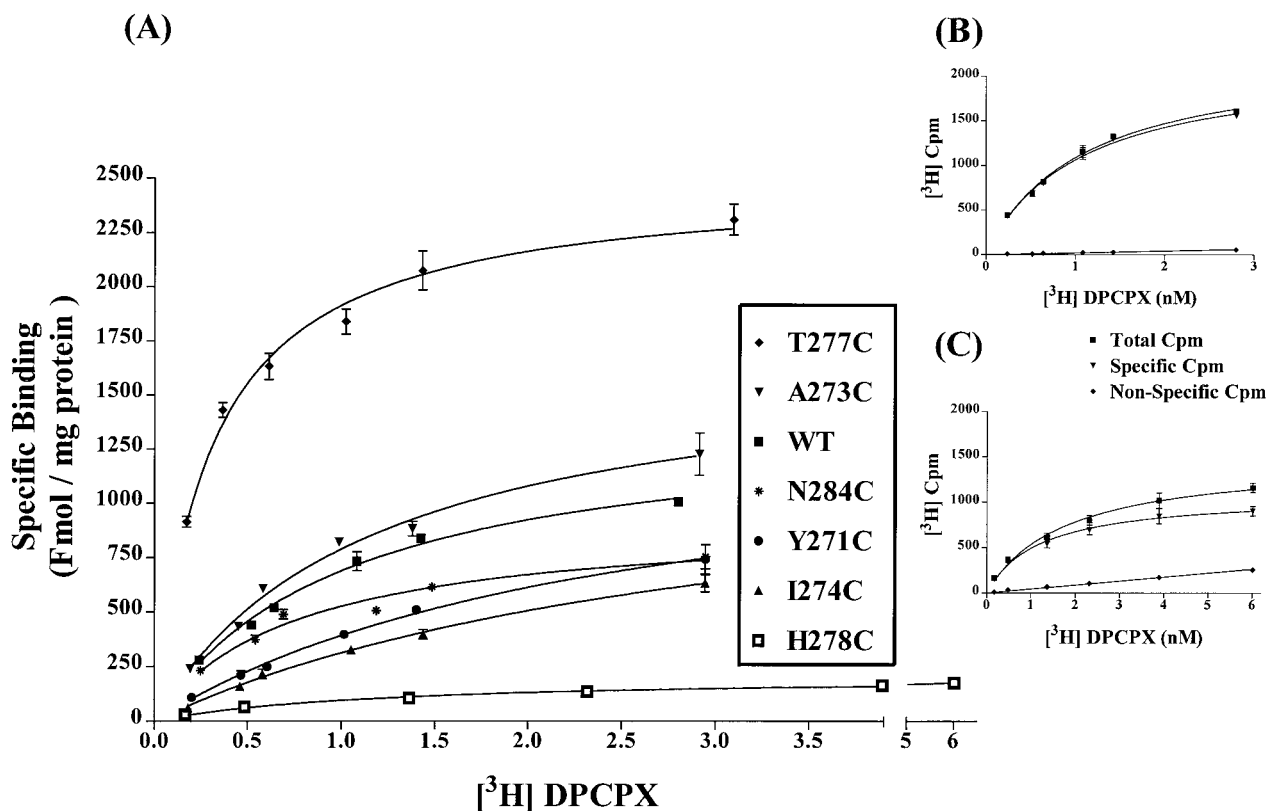 (A)
2500
2250
2000
1750
1500
1250
1000
750
500
250
0
Specific Binding
(Fmol / mg protein )
0.0
0.5
1.0
1.5
2.0
2.5
3.0
3.5
5
6
[³H] DPCPX
T277C
A273C
WT
N284C
Y271C
I274C
H278C
(B)
2000
1500
1000
500
0
[³H] Cpm
0
1
2
3
[³H] DPCPX (nM)
(C)
Total Cpm
Specific Cpm
Non-Specific Cpm
2000
1500
1000
500
0
[³H] Cpm
0
1
2
3
4
5
6
[³H] DPCPX (nM)